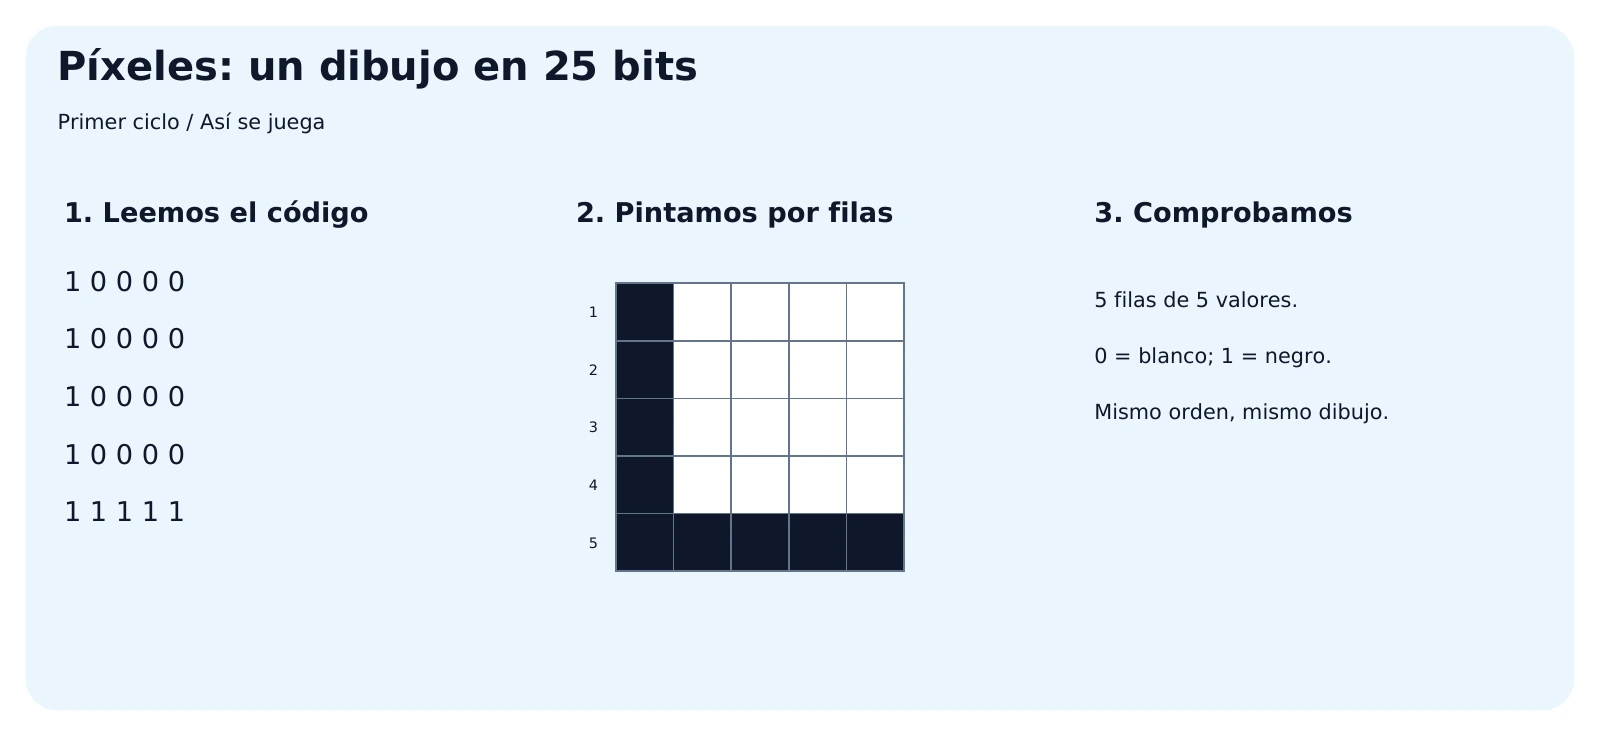 Píxeles: un dibujo en 25 bits
Primer ciclo / Así se juega
1. Leemos el código
1 0 0 0 0
1 0 0 0 0
1 0 0 0 0
1 0 0 0 0
1 1 1 1 1
2. Pintamos por filas
1
2
3
4
5
3. Comprobamos
5 filas de 5 valores.
0 = blanco; 1 = negro.
Mismo orden, mismo dibujo.